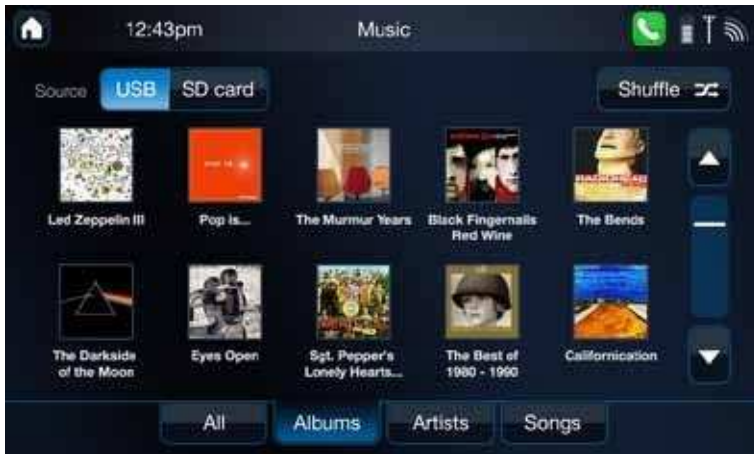 12:43pm Music
Source USB SD card Shuffle
Led Zeppelin III Pop is... The Murmur Years Black Fingernails The Bends
Red Wine
The Darkside Eyes Open Sgt. Pepper's The Best of Californication
of the Moon Lonely Hearts... 1980 - 1990
All Albums Artists Songs